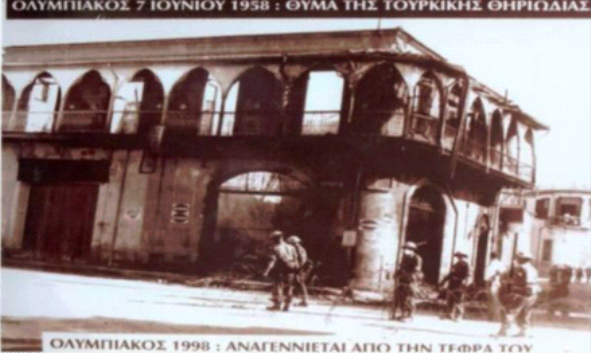 ΟΛΥΜΠΙΑΚΟΣ 7 ΙΟΥΝΙΟΥ 1958 : ΘΥΜΑ ΤΗΣ ΤΟΥΡΚΙΚΗΣ ΘΗΡΙΩΔΙΑΣ
ΟΛΥΜΠΙΑΚΟΣ 1998 : ΑΝΑΓΕΝΝΙΕΤΑΙ ΑΠΟ ΤΗΝ ΤΕΦΡΑ ΤΟΥ